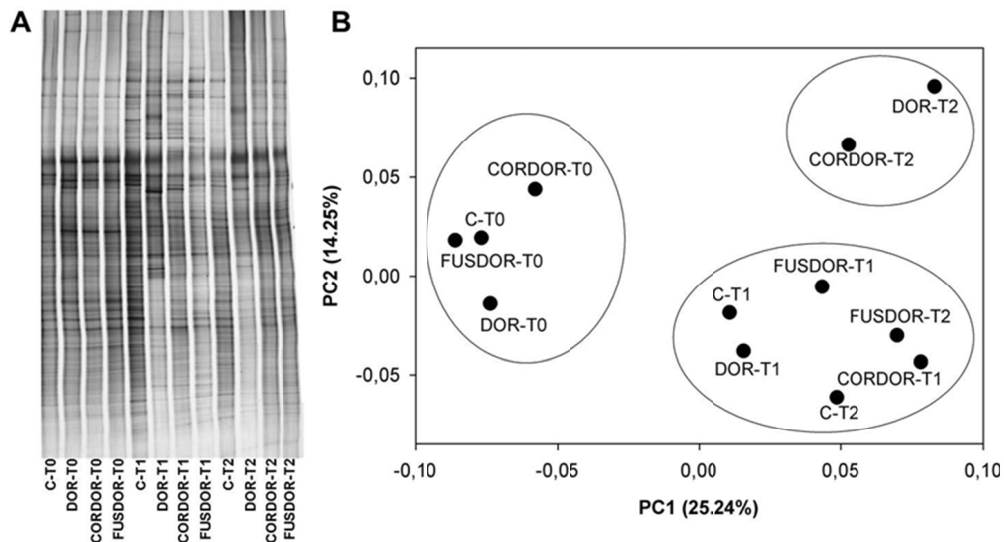 A
C-T0
DOR-T0
CORDOR-T0
FUSDOR-T0
C-T1
DOR-T1
CORDOR-T1
FUSDOR-T1
C-T2
DOR-T2
CORDOR-T2
FUSDOR-T2
B
PC2 (14.25%)
0,10
0,05
0,00
-0,05
DOR-T2
CORDOR-T2
CORDOR-T0
C-T0
FUSDOR-T0
DOR-T0
FUSDOR-T1
C-T1
FUSDOR-T2
DOR-T1
CORDOR-T1
C-T2
-0,10
-0,05
0,00
0,05
0,10
PC1 (25.24%)